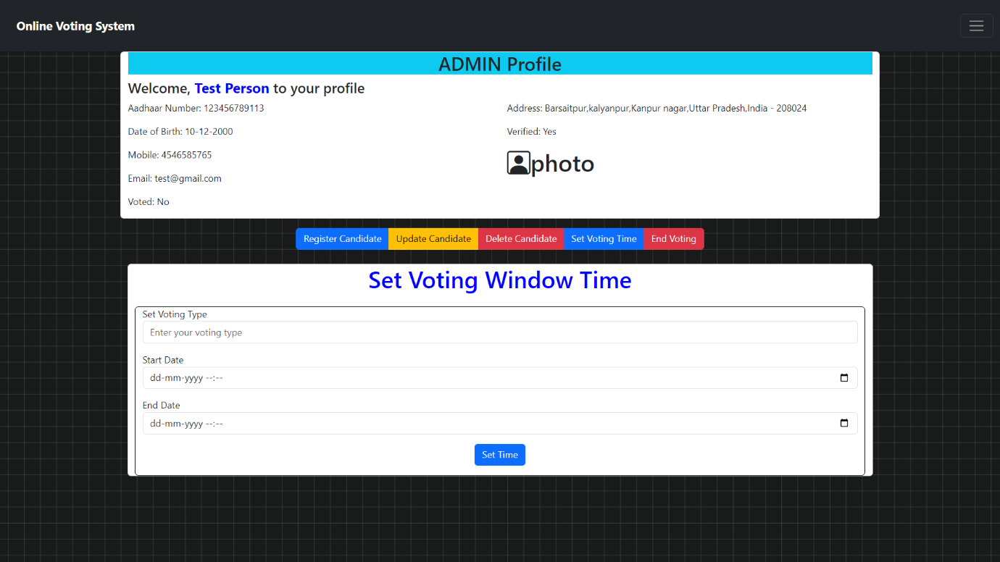 Online Voting System
ADMIN Profile
Welcome, Test Person to your profile
Aadhaar Number: 123456789113
Date of Birth: 10-12-2000
Mobile: 4546585765
Email: test@gmail.com
Voted: No
Address: Barsaitpur,kalyanpur,Kanpur nagar,Uttar Pradesh,India - 208024
Verified: Yes
photo
Register Candidate
Update Candidate
Delete Candidate
Set Voting Time
End Voting
Set Voting Window Time
Set Voting Type
Enter your voting type
Start Date
dd-mm-yyyy --:--
End Date
dd-mm-yyyy --:--
Set Time